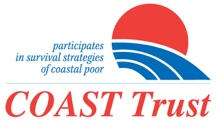 participates
in survival strategies
of coastal poor
COAST Trust